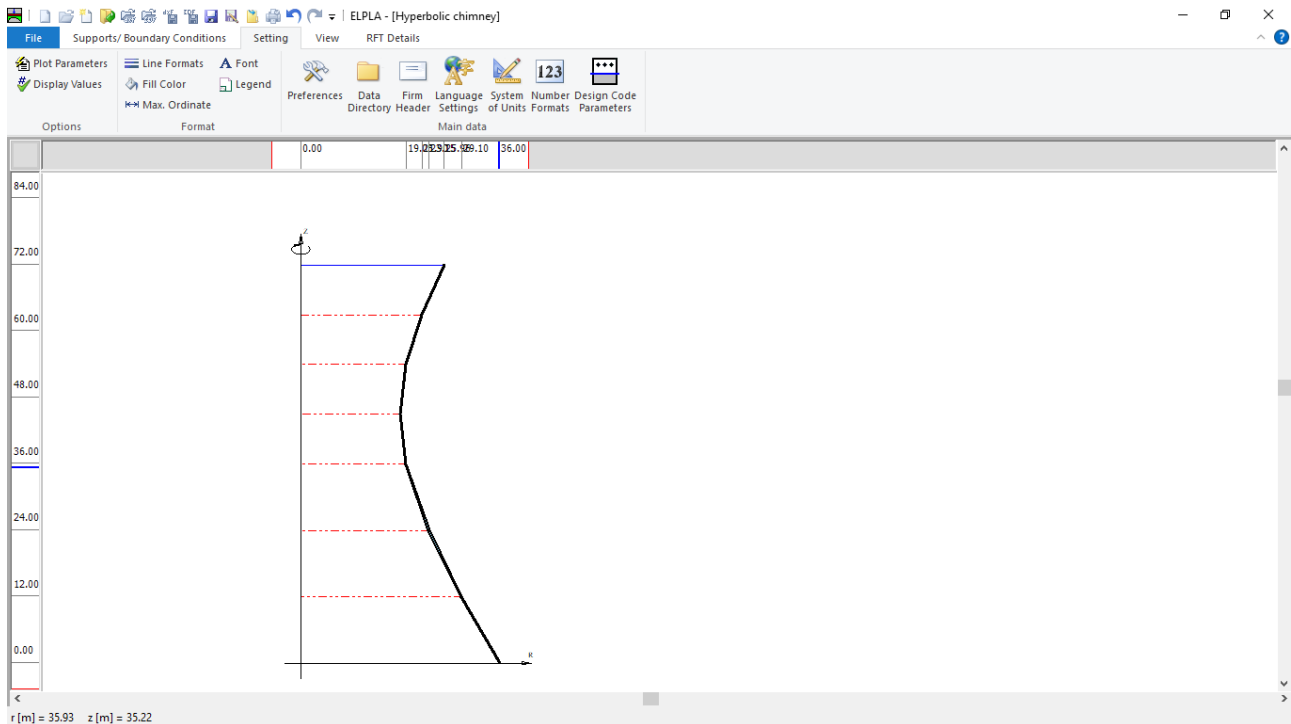 ELPLA - [Hyperbolic chimney]
File Supports/ Boundary Conditions Setting View RFT Details
Plot Parameters Line Formats A Font
Display Values Fill Color Legend
Max. Ordinate
Preferences Data Directory Firm Header Language Settings System of Units 123 Number Formats Design Code Parameters
Options Format Main data
0.00 29.10 36.00
84.00
Z
72.00
60.00
48.00
36.00
24.00
12.00
0.00
R
r [m] = 35.93 z [m] = 35.22